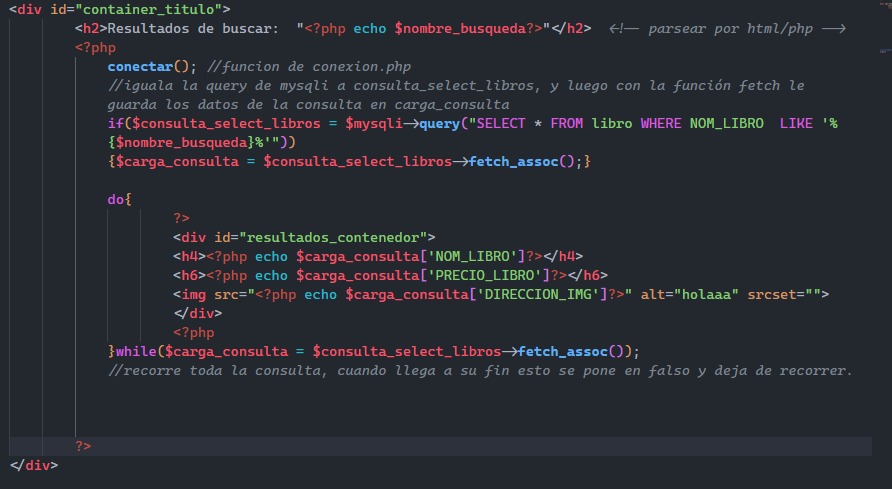 <div id="container_titulo">
<h2>Resultados de buscar:  "<?php echo $nombre_busqueda?>"</h2>  <!-- parsear por html/php -->
<?php
conectar(); //funcion de conexion.php
//iguala la query de mysqli a consulta_select_libros, y luego con la función fetch le
guarda los datos de la consulta en carga_consulta
if($consulta_select_libros = $mysqli->query("SELECT * FROM libro WHERE NOM_LIBRO  LIKE '%
{$nombre_busqueda}%'"))
{$carga_consulta = $consulta_select_libros->fetch_assoc();}
do{
?>
<div id="resultados_contenedor">
<h4><?php echo $carga_consulta['NOM_LIBRO']?></h4>
<h6><?php echo $carga_consulta['PRECIO_LIBRO']?></h6>
<img src="<?php echo $carga_consulta['DIRECCION_IMG']?>" alt="holaaa" srcset="">
</div>
<?php
}while($carga_consulta = $consulta_select_libros->fetch_assoc());
//recorre toda la consulta, cuando llega a su fin esto se pone en falso y deja de recorrer.
?>
</div>